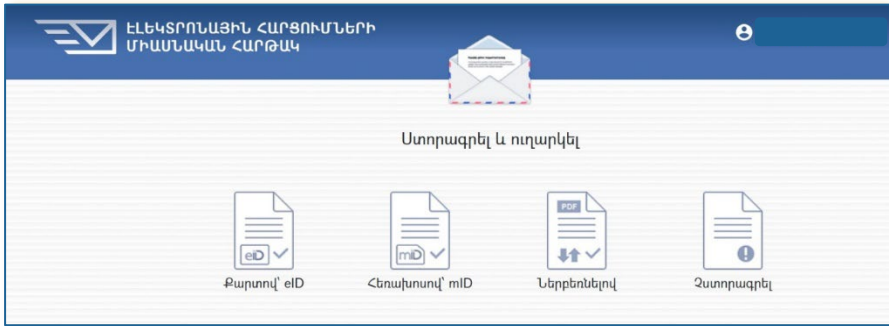 ԷԼԵԿՏՐՈՆԱՅԻՆ ՀԱՐՑՈՒՄՆԵՐԻ
ՄԻԱՍՆԱԿԱՆ ՀԱՐԹԱԿ
Ստորագրել և ուղարկել
eID
mID
PDF
Քարտով՝ eID
Հեռախոսով՝ mID
Ներբեռնելով
Չստորագրել